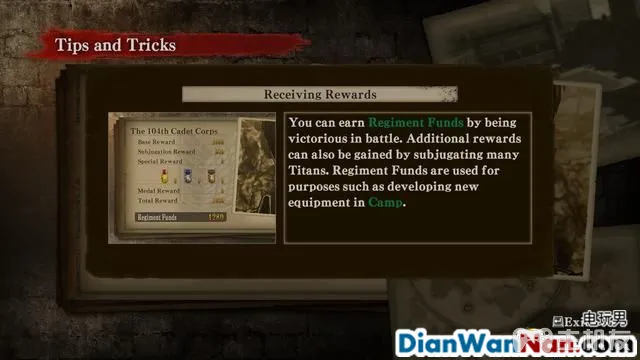 Tips and Tricks
Receiving Rewards
The 104th Cadet Corps
Base Reward
Subjugation Reward
Special Reward
Medal Reward
Total Reward
Regiment Funds 1280
You can earn Regiment Funds by being
victorious in battle. Additional rewards
can also be gained by subjugating many
Titans. Regiment Funds are used for
purposes such as developing new
equipment in Camp.
电玩男
DianWanNan.com